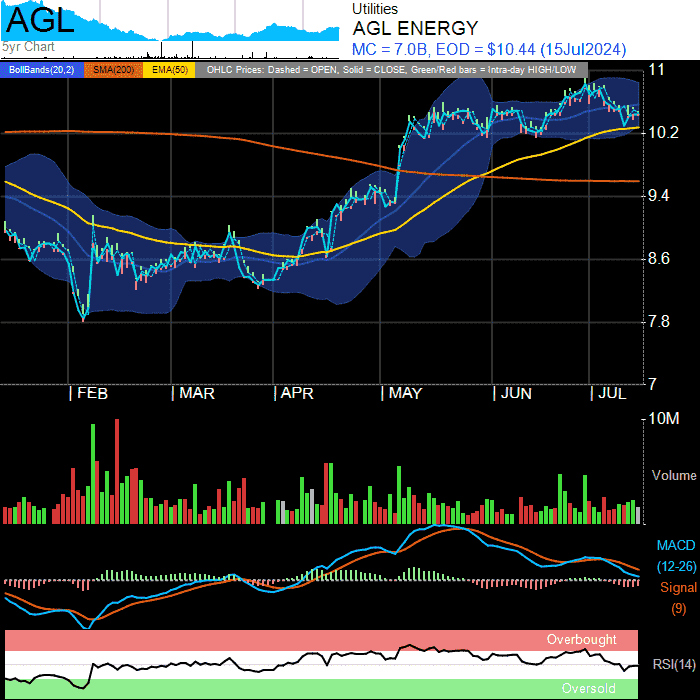 AGL
5yr Chart
Utilities
AGL ENERGY
MC = 7.0B, EOD = $10.44 (15Jul2024)
BollBands(20,2) SMA(200) EMA(50) OHLC Prices: Dashed = OPEN, Solid = CLOSE, Green/Red bars = Intra-day HIGH/LOW
11
10.2
9.4
8.6
7.8
7
FEB MAR APR MAY JUN JUL
10M
Volume
MACD
(12-26)
Signal
(9)
Overbought
RSI(14)
Oversold